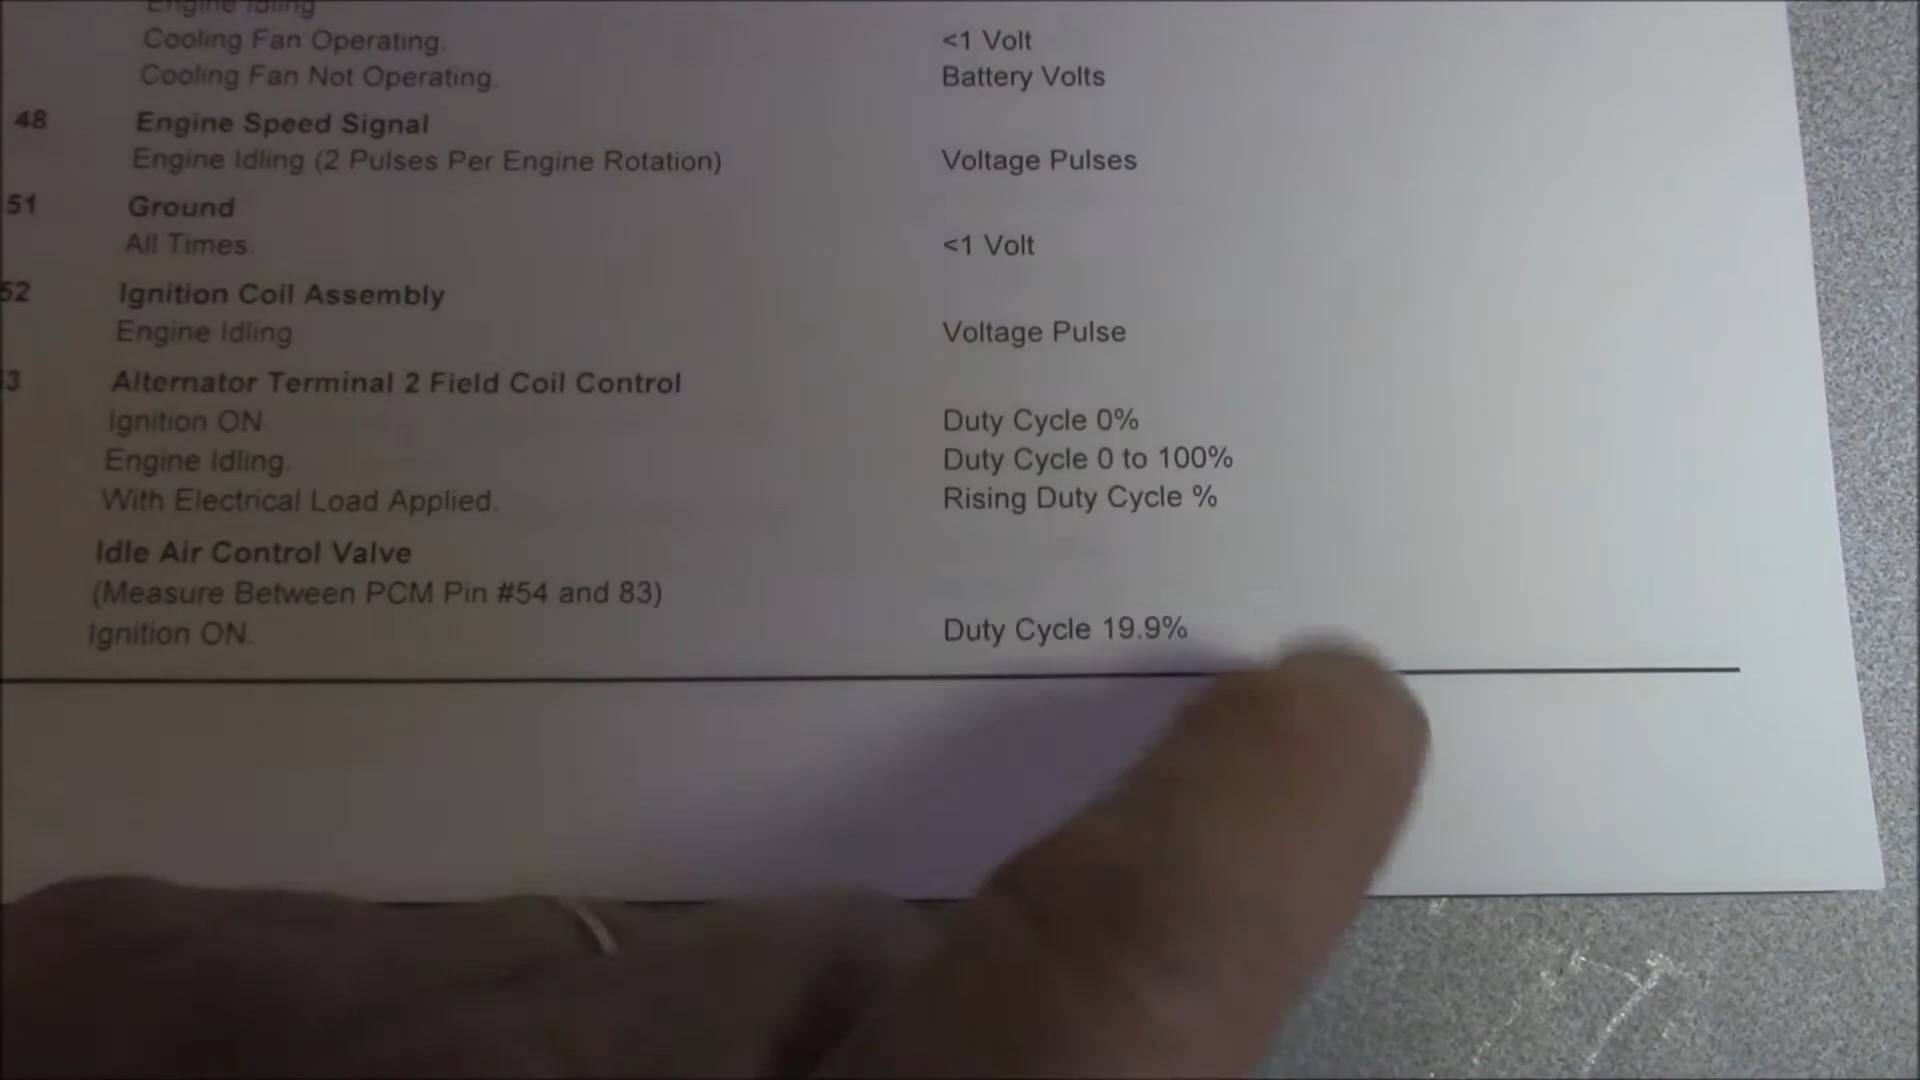 Engine Idling
Cooling Fan Operating. <1 Volt
Cooling Fan Not Operating. Battery Volts
48 Engine Speed Signal
Engine Idling (2 Pulses Per Engine Rotation) Voltage Pulses
51 Ground
All Times. <1 Volt
52 Ignition Coil Assembly
Engine Idling Voltage Pulse
3 Alternator Terminal 2 Field Coil Control
Ignition ON. Duty Cycle 0%
Engine Idling. Duty Cycle 0 to 100%
With Electrical Load Applied. Rising Duty Cycle %
Idle Air Control Valve
(Measure Between PCM Pin #54 and 83)
Ignition ON. Duty Cycle 19.9%